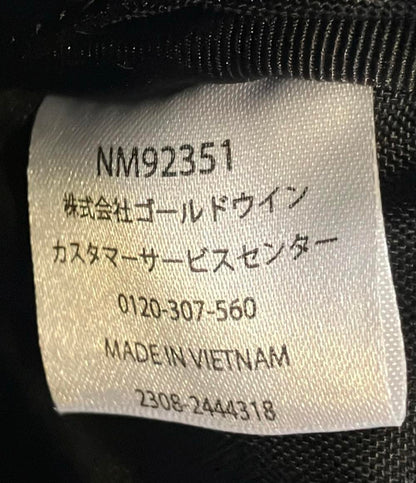 NM92351
株式会社ゴールドウイン
カスタマーサービスセンター
0120-307-560
MADE IN VIETNAM
2308-2444318